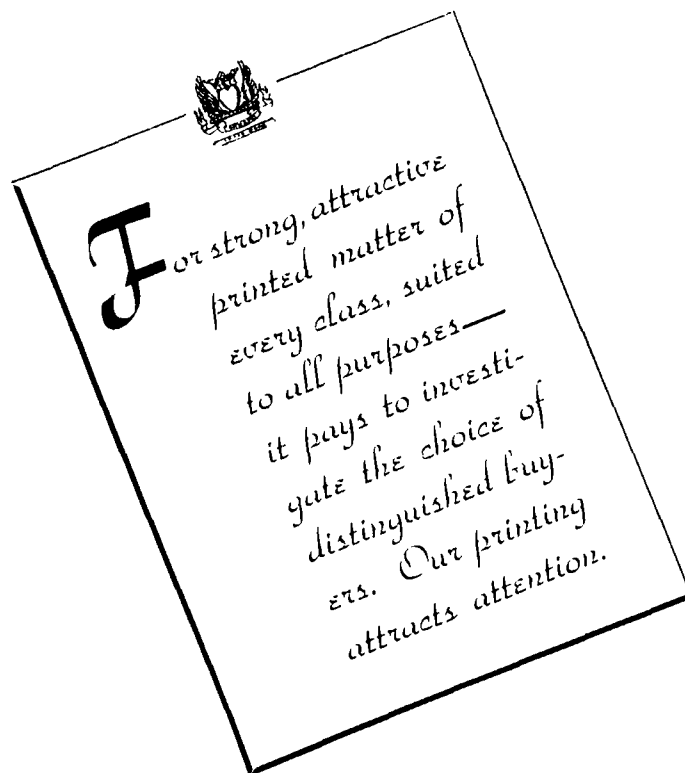 For strong, attractive
printed matter of
every class, suited
to all purposes—
it pays to investi-
gate the choice of
distinguished buy-
ers. Our printing
attracts attention.